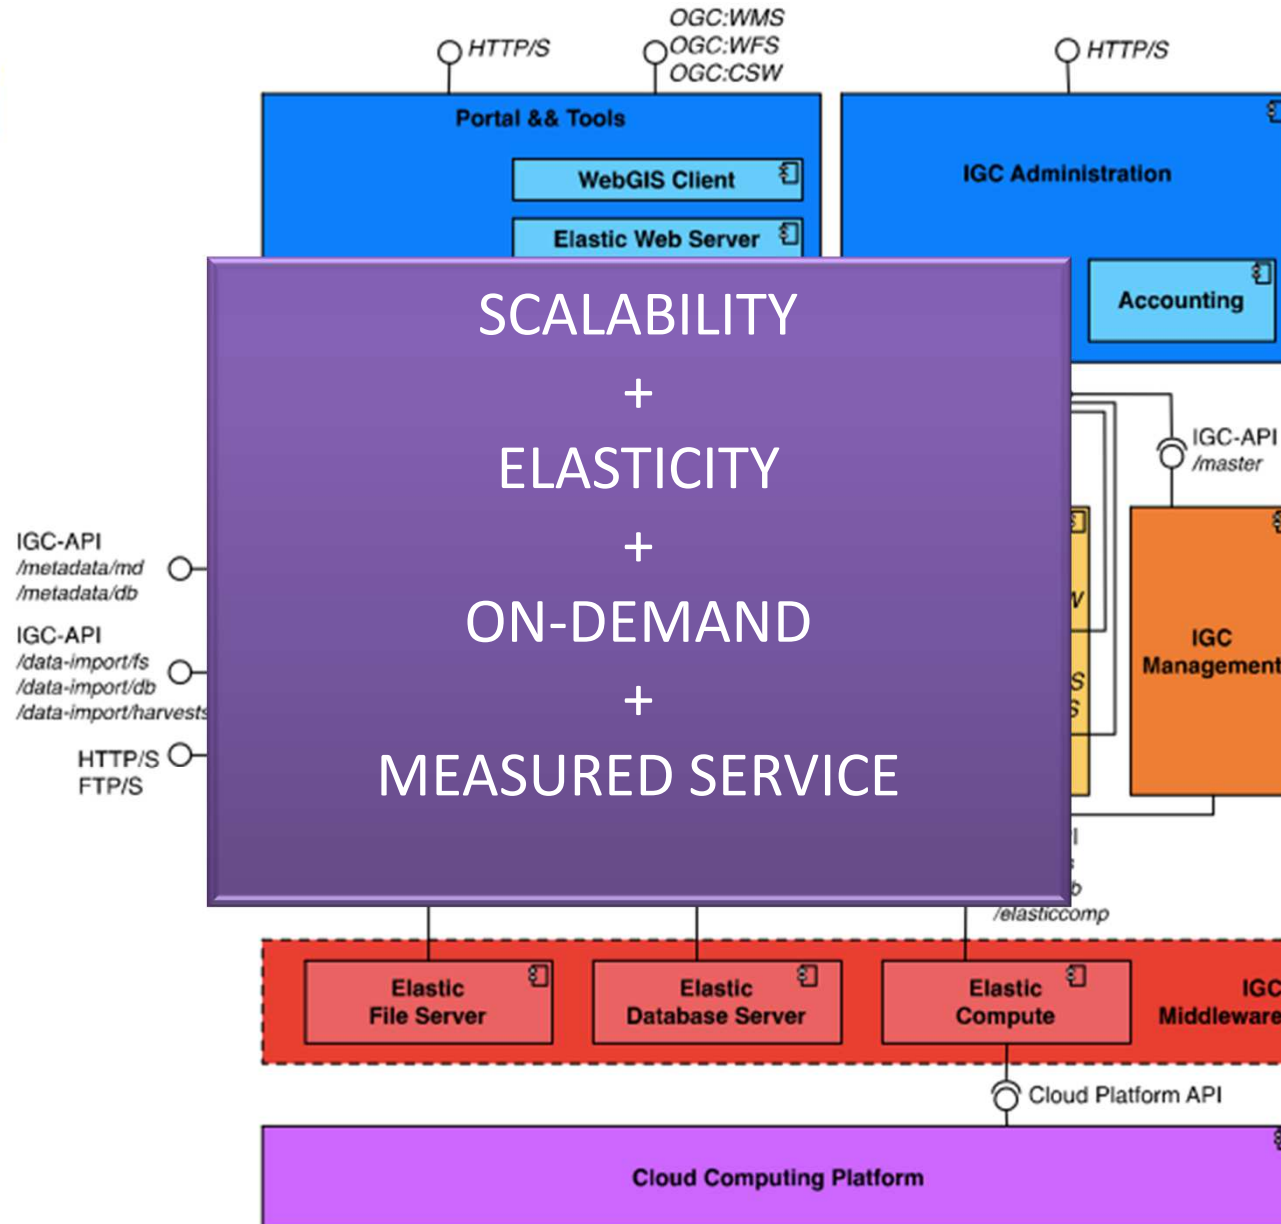 HTTP/S
OGC:WMS
OGC:WFS
OGC:CSW
HTTP/S
Portal && Tools
WebGIS Client
Elastic Web Server
IGC Administration
Accounting
SCALABILITY
+
ELASTICITY
+
ON-DEMAND
+
MEASURED SERVICE
IGC-API
/master
IGC-API
/metadata/md
/metadata/db
IGC-API
/data-import/fs
/data-import/db
/data-import/harvests
HTTP/S
FTP/S
IGC
Management
/elasticcomp
Elastic
File Server
Elastic
Database Server
Elastic
Compute
IGC
Middleware
Cloud Platform API
Cloud Computing Platform